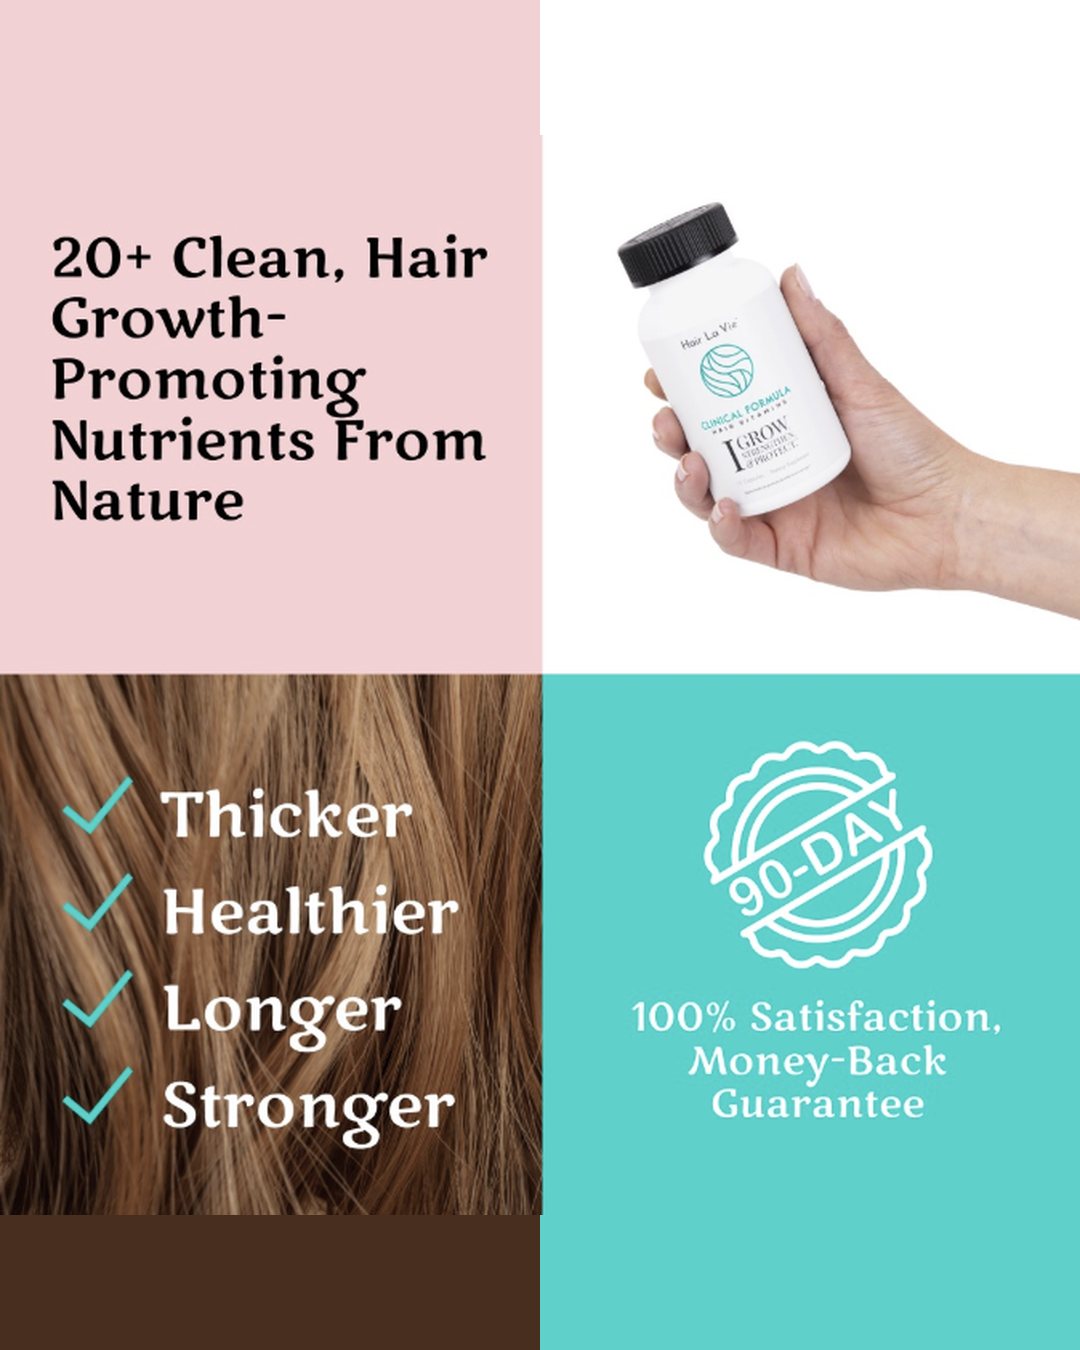 20+ Clean, Hair
Growth-
Promoting
Nutrients From
Nature
Hair La Vie
CLINICAL FORMULA
HAIR VITAMINS
I GROW
STRENGTHEN
& PROTECT
Thicker
Healthier
Longer
Stronger
90-DAY
100% Satisfaction,
Money-Back
Guarantee